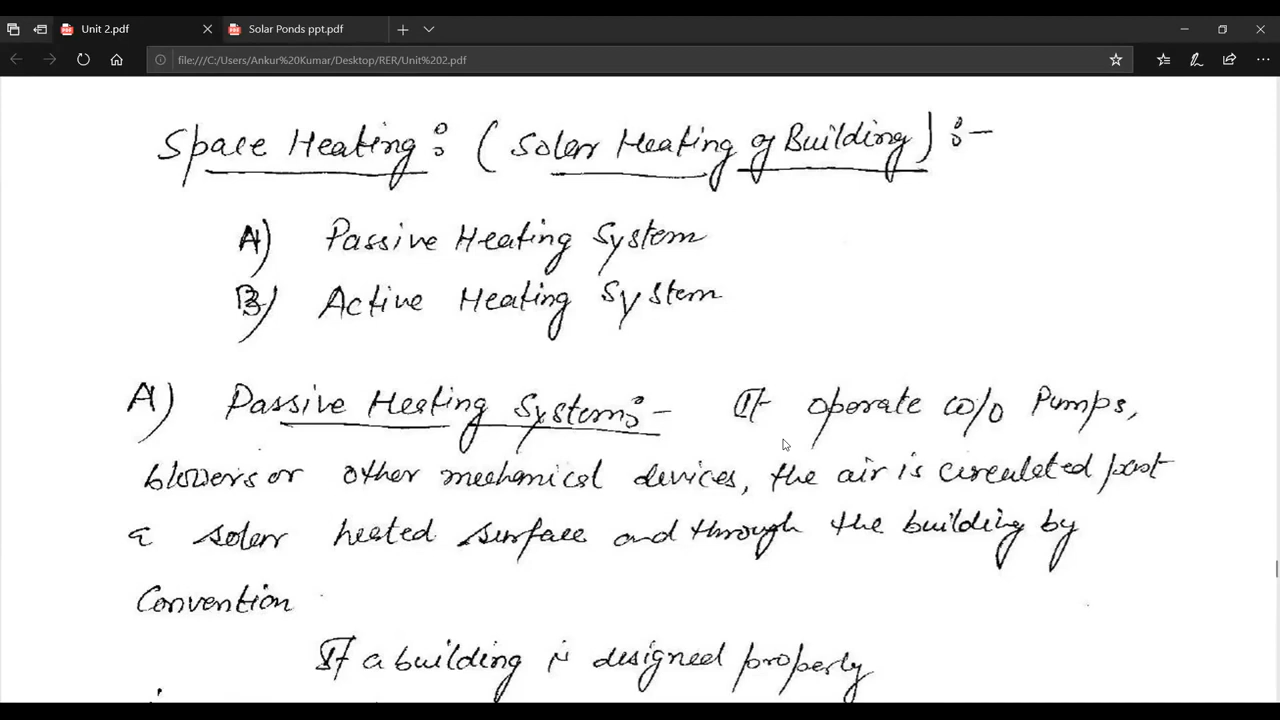 Unit 2.pdf
Solar Ponds ppt.pdf
file:///C:/Users/Ankur%20Kumar/Desktop/RER/Unit%202.pdf
Space Heating: (Solar Heating of Building) :-
A) Passive Heating System
B) Active Heating System
A) Passive Heating System:- It operate w/o Pumps,
blowers or other mechanical devices, the air is circulated past
a solar heated surface and through the building by
Convention
If a building is designed properly